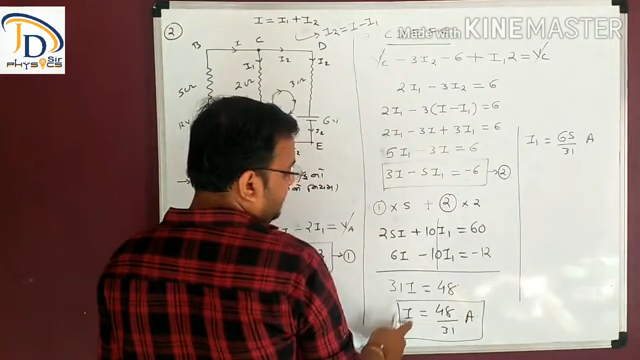 JD
Sir
PHYSICS
Made with KINEMASTER
②
I = I₁ + I₂
I₂ = I − I₁
B I C I₂ D
I₁ I₂
5Ω 2Ω 3Ω
6V
E
− 2I₁ = V_A
①
V_C − 3I₂ − 6 + I₁2 = V_C
2I₁ − 3I₂ = 6
2I₁ − 3(I − I₁) = 6
2I₁ − 3I + 3I₁ = 6
5I₁ − 3I = 6
3I − 5I₁ = −6 ②
① × 5 + ② × 2
25I + 10I₁ = 60
6I − 10I₁ = −12
31I = 48
I = 48/31 A
I₁ = 65/31 A